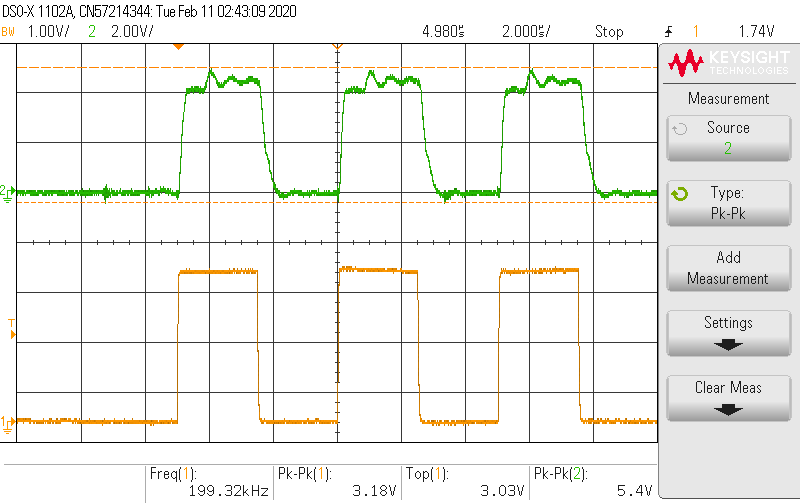 DSO-X 1102A, CN57214344: Tue Feb 11 02:43:09 2020
BW 1.00V/ 2 2.00V/ 4.980s 2.000s/ Stop 1 1.74V
KEYSIGHT
TECHNOLOGIES
Measurement
Source
2
Type:
Pk-Pk
Add
Measurement
Settings
Clear Meas
2
T
1
Freq(1): Pk-Pk(1): Top(1): Pk-Pk(2):
199.32kHz 3.18V 3.03V 5.4V